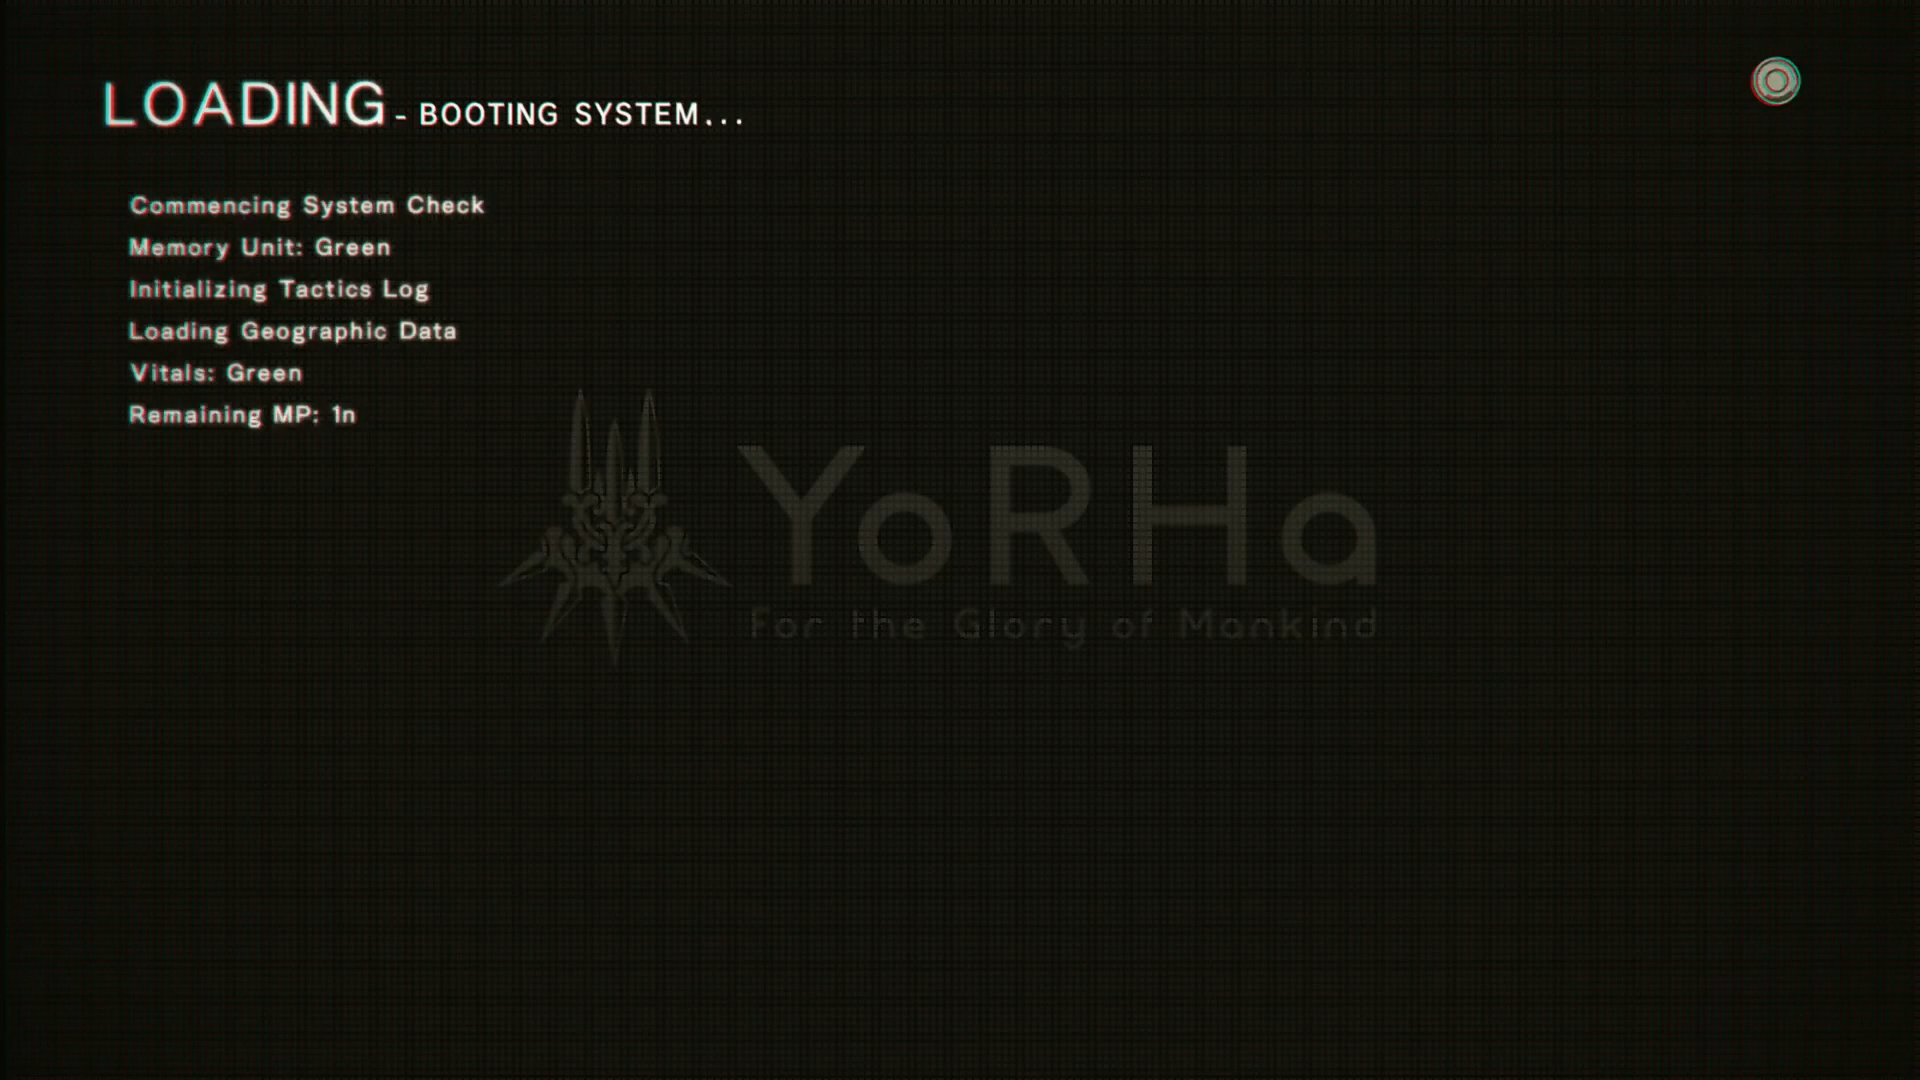 LOADING - BOOTING SYSTEM...
Commencing System Check
Memory Unit: Green
Initializing Tactics Log
Loading Geographic Data
Vitals: Green
Remaining MP: 1n
YoRHa
For the Glory of Mankind